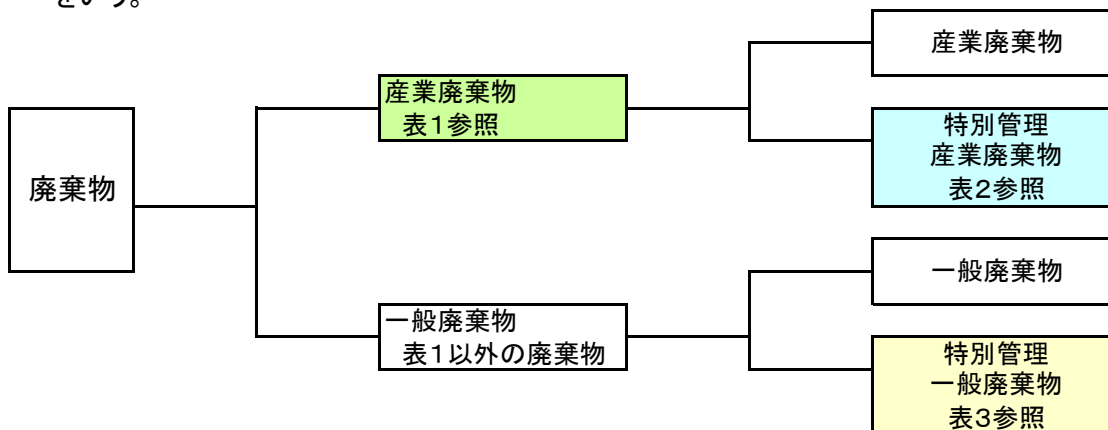 をいう。
産業廃棄物
産業廃棄物
表1参照
特別管理
産業廃棄物
表2参照
廃棄物
一般廃棄物
一般廃棄物
表1以外の廃棄物
特別管理
一般廃棄物
表3参照